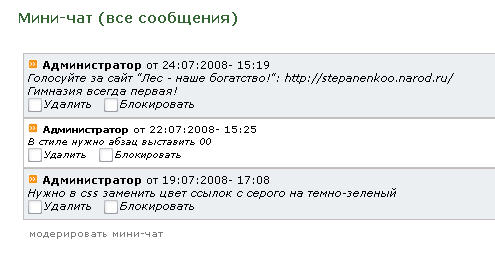 Мини-чат (все сообщения)
Администратор от 24:07:2008- 15:19
Голосуйте за сайт "Лес - наше богатство!": http://stepanenkoo.narod.ru/
Гимназия всегда первая!
Удалить Блокировать
Администратор от 22:07:2008- 15:25
В стиле нужно абзац выставить 00
Удалить Блокировать
Администратор от 19:07:2008- 17:08
Нужно в css заменить цвет ссылок с серого на темно-зеленый
Удалить Блокировать
модерировать мини-чат